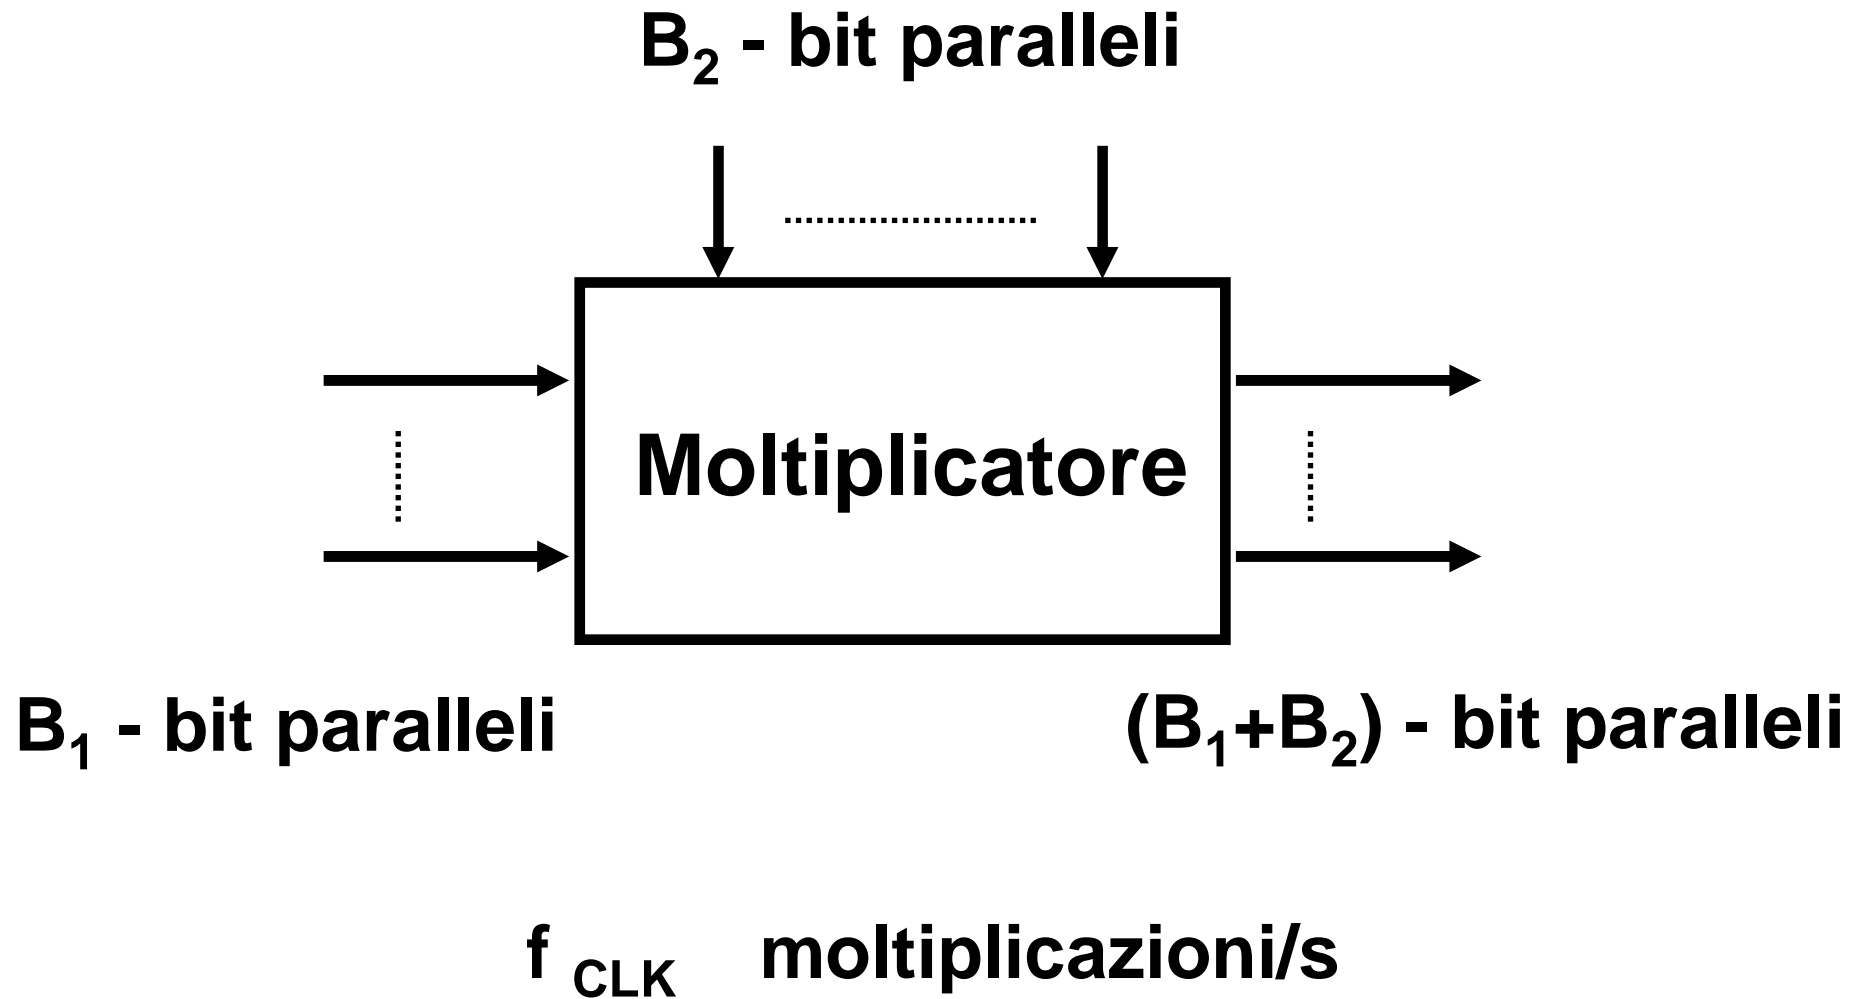 B₂ - bit paralleli
Moltiplicatore
B₁ - bit paralleli
(B₁+B₂) - bit paralleli
f CLK moltiplicazioni/s